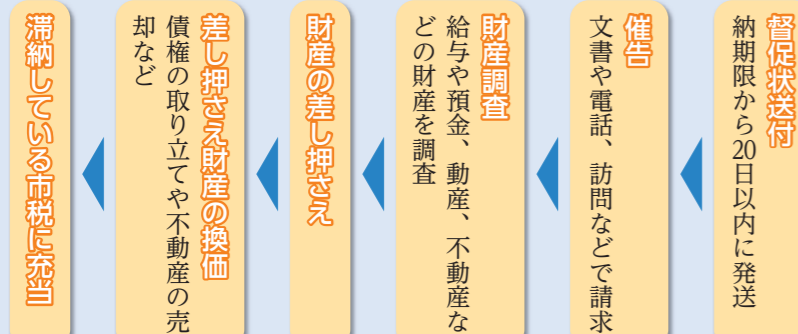 督促状送付
納期限から20日以内に発送
催告
文書や電話、訪問などで請求
財産調査
給与や預金、動産、不動産な
どの財産を調査
財産の差し押さえ
差し押さえ財産の換価
債権の取り立てや不動産の売
却など
滞納している市税に充当